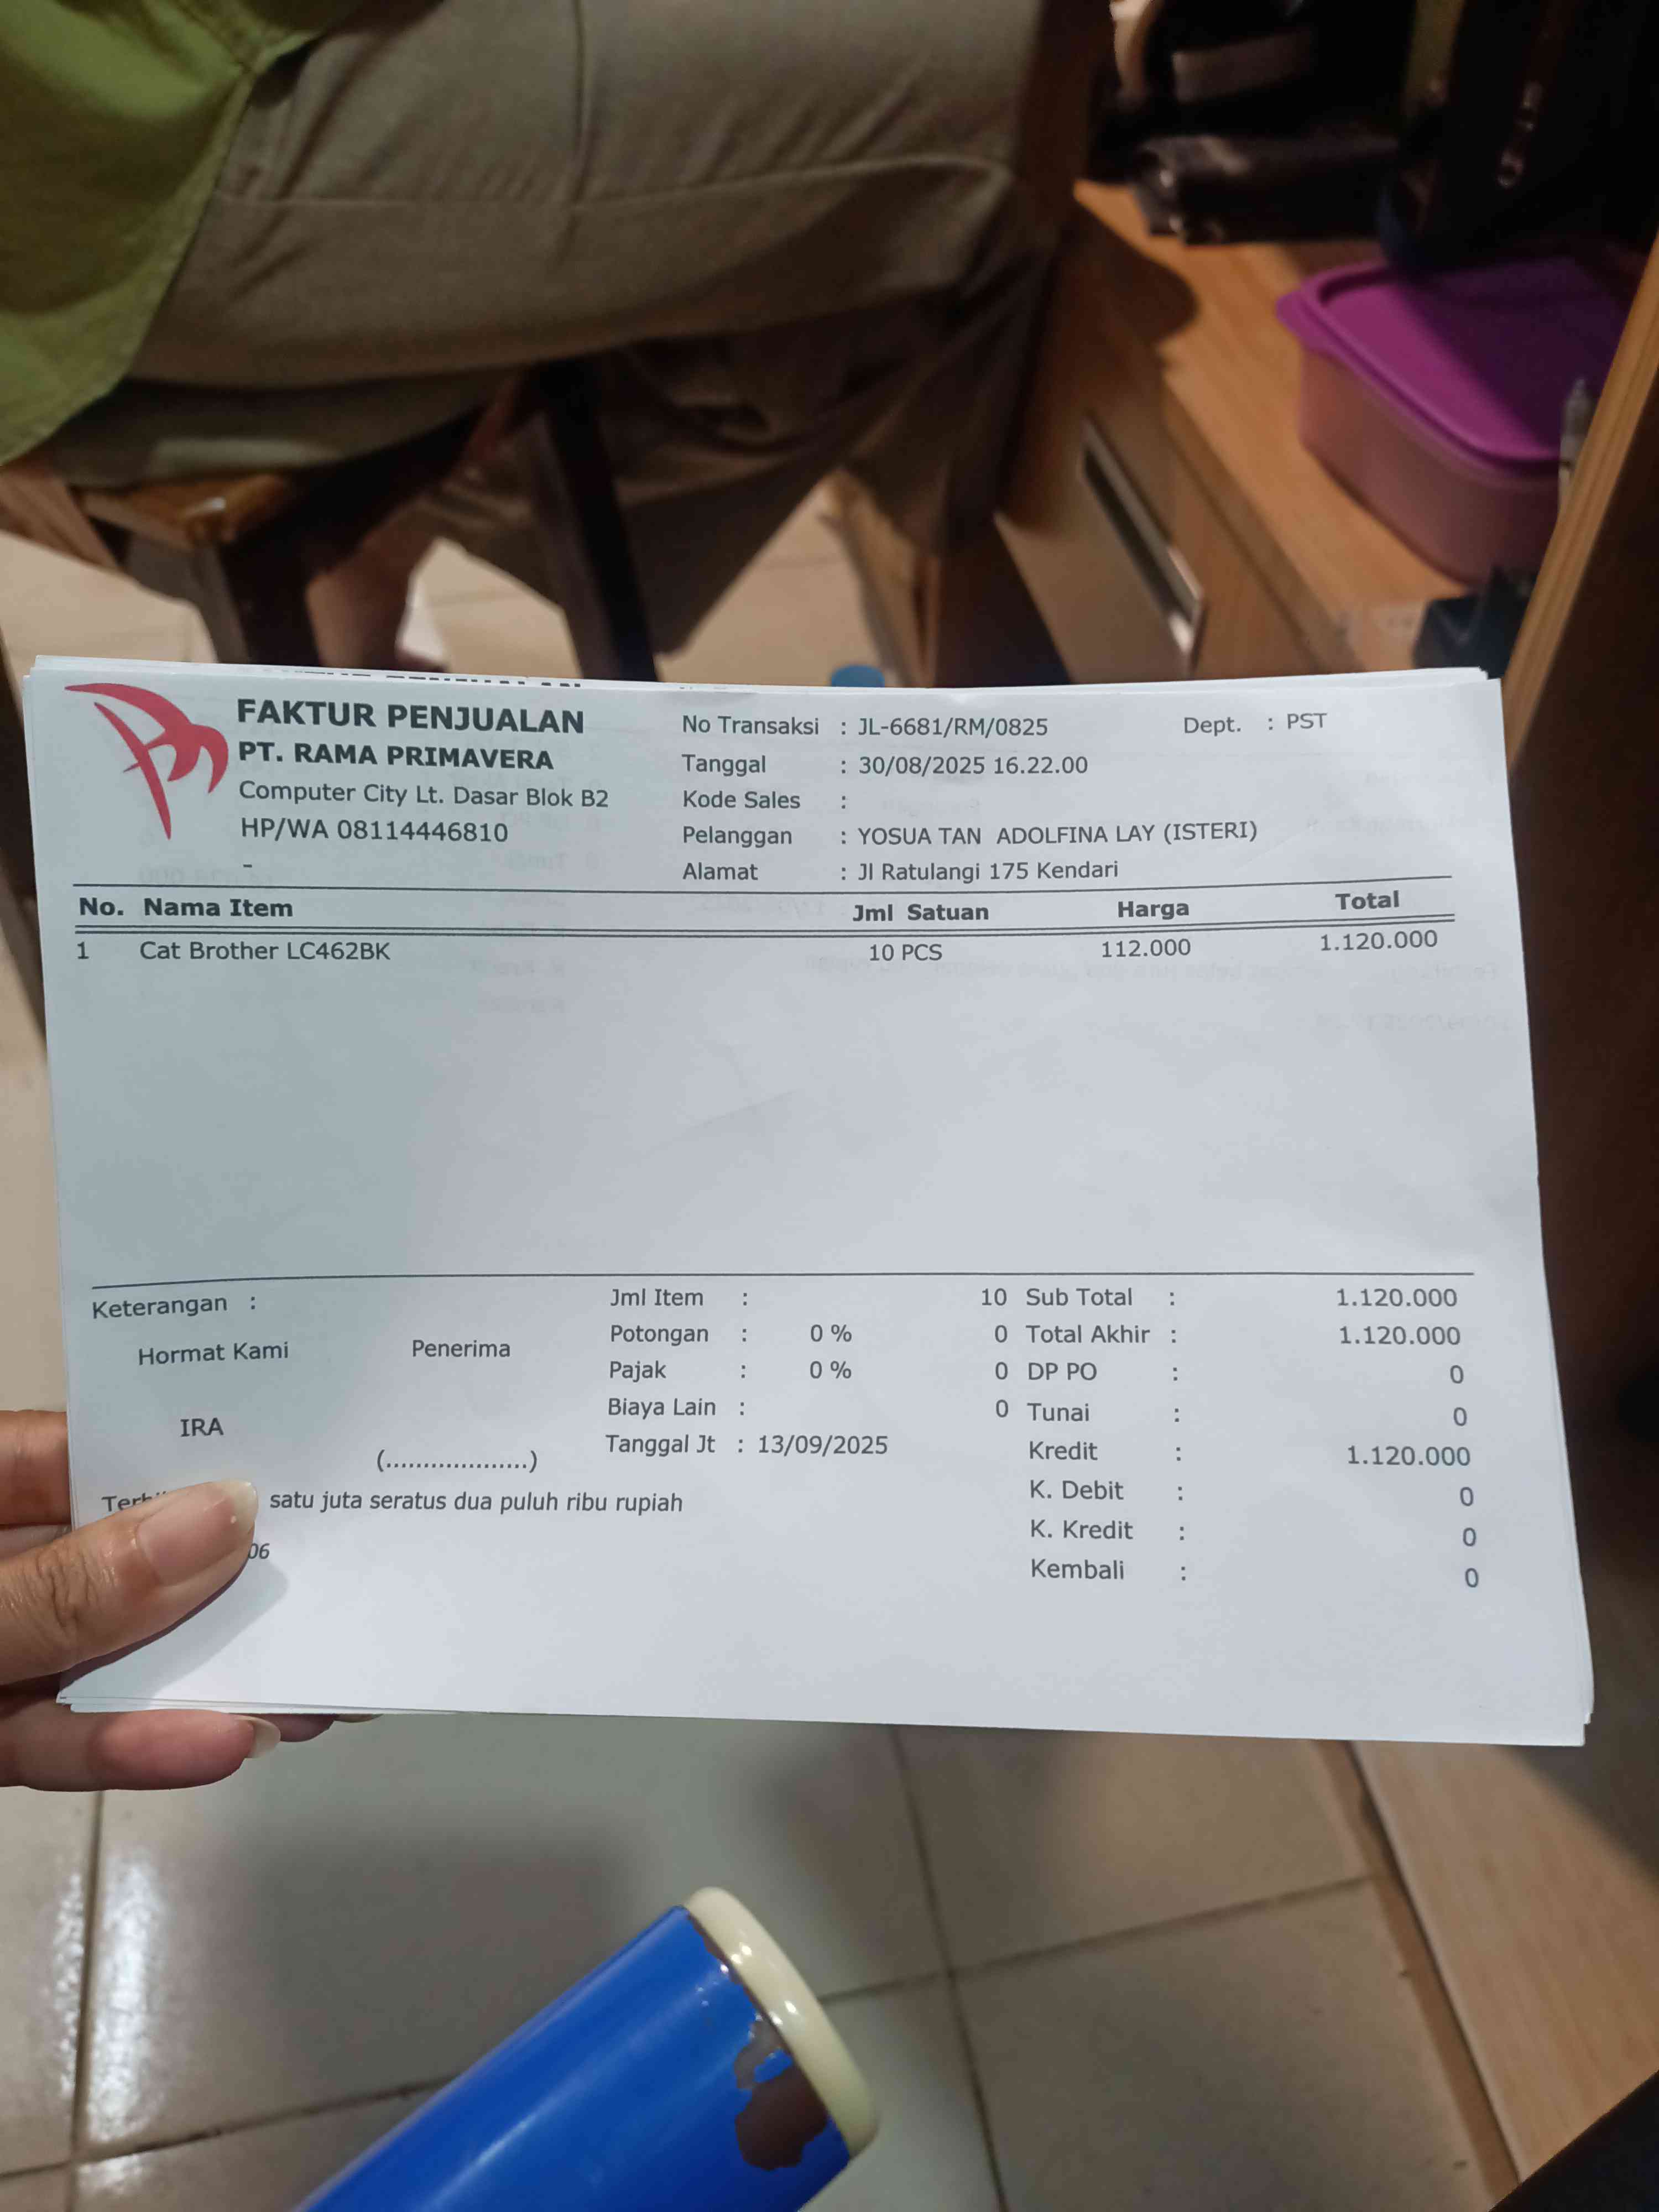 FAKTUR PENJUALAN
PT. RAMA PRIMAVERA
Computer City Lt. Dasar Blok B2
HP/WA 08114446810
-
No Transaksi : JL-6681/RM/0825 Dept. : PST
Tanggal : 30/08/2025 16.22.00
Kode Sales :
Pelanggan : YOSUA TAN ADOLFINA LAY (ISTERI)
Alamat : Jl Ratulangi 175 Kendari
No. Nama Item Jml Satuan Harga Total
1 Cat Brother LC462BK 10 PCS 112.000 1.120.000
Keterangan :
Hormat Kami Penerima
IRA
(...................)
satu juta seratus dua puluh ribu rupiah
06
Jml Item : 10
Potongan : 0 % 0
Pajak : 0 % 0
Biaya Lain : 0
Tanggal Jt : 13/09/2025
Sub Total : 1.120.000
Total Akhir : 1.120.000
DP PO : 0
Tunai : 0
Kredit : 1.120.000
K. Debit : 0
K. Kredit : 0
Kembali : 0